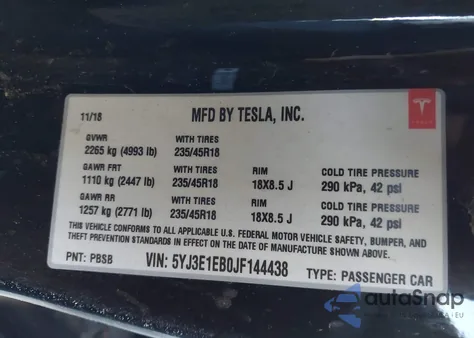 11/18 MFD BY TESLA, INC.
GVWR WITH TIRES
2265 kg (4993 lb) 235/45R18
GAWR FRT WITH TIRES RIM COLD TIRE PRESSURE
1110 kg (2447 lb) 235/45R18 18X8.5 J 290 kPa, 42 psi
GAWR RR WITH TIRES RIM COLD TIRE PRESSURE
1257 kg (2771 lb) 235/45R18 18X8.5 J 290 kPa, 42 psi
THIS VEHICLE CONFORMS TO ALL APPLICABLE U.S. FEDERAL MOTOR VEHICLE SAFETY, BUMPER, AND
THEFT PREVENTION STANDARDS IN EFFECT ON THE DATE OF MANUFACTURE SHOWN ABOVE.
PNT: PBSB VIN: 5YJ3E1EB0JF144438 TYPE: PASSENGER CAR
TESLA
autoSnap